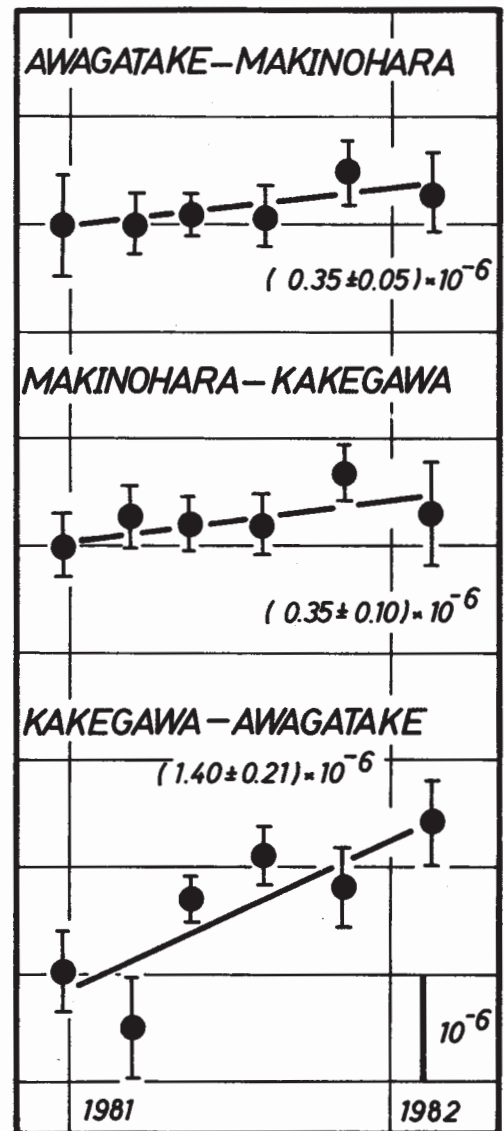 AWAGATAKE–MAKINOHARA
( 0.35±0.05)×10⁻⁶
MAKINOHARA–KAKEGAWA
( 0.35±0.10)×10⁻⁶
KAKEGAWA–AWAGATAKE
(1.40±0.21)×10⁻⁶
10⁻⁶
1981 1982